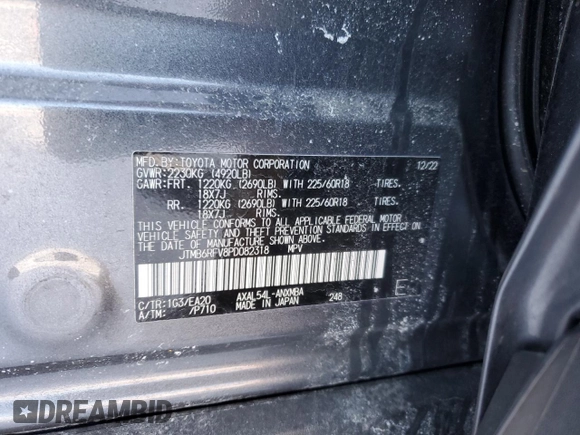 MFD.BY:TOYOTA MOTOR CORPORATION 12/22
GVWR:2230KG (4920LB)
GAWR:FRT. 1220KG (2690LB) WITH 225/60R18 TIRES.
18X7J RIMS.
RR. 1220KG (2690LB) WITH 225/60R18 TIRES.
18X7J RIMS.
THIS VEHICLE CONFORMS TO ALL APPLICABLE FEDERAL MOTOR
VEHICLE SAFETY AND THEFT PREVENTION STANDARDS IN EFFECT
ON THE DATE OF MANUFACTURE SHOWN ABOVE.
JTMB6RFV8PD082318 MPV
C/TR:1G3/EA20 AXAL54L-ANXMBA
A/TM: /P710 MADE IN JAPAN 248 E
DREAMBID